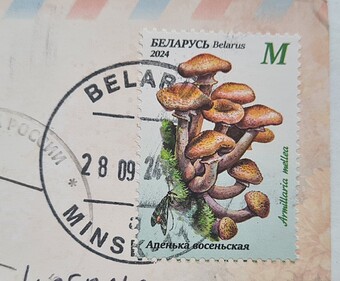 БЕЛАРУСЬ Belarus M
2024
BELAR
28 09 24
MINSK
Armillaria mellea
Апенька восеньская
РОССИИ *